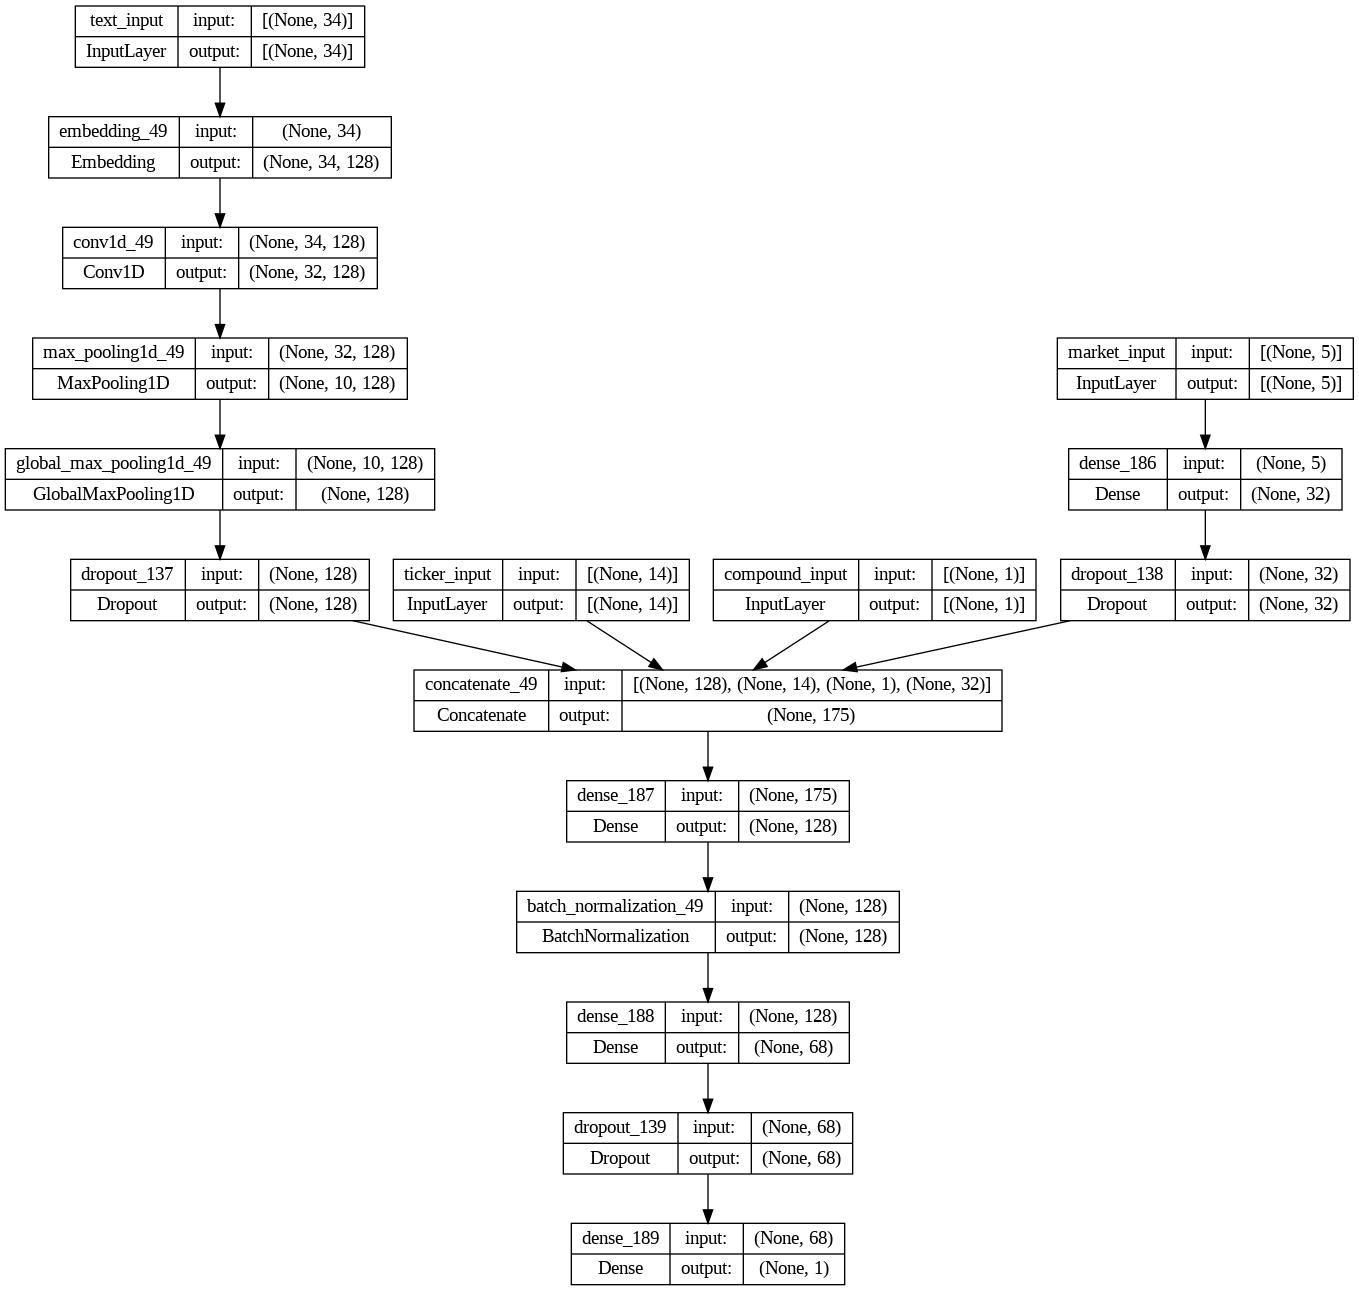 text_input input: [(None, 34)]
InputLayer output: [(None, 34)]
embedding_49 input: (None, 34)
Embedding output: (None, 34, 128)
conv1d_49 input: (None, 34, 128)
Conv1D output: (None, 32, 128)
max_pooling1d_49 input: (None, 32, 128)
MaxPooling1D output: (None, 10, 128)
market_input input: [(None, 5)]
InputLayer output: [(None, 5)]
global_max_pooling1d_49 input: (None, 10, 128)
GlobalMaxPooling1D output: (None, 128)
dense_186 input: (None, 5)
Dense output: (None, 32)
dropout_137 input: (None, 128)
Dropout output: (None, 128)
ticker_input input: [(None, 14)]
InputLayer output: [(None, 14)]
compound_input input: [(None, 1)]
InputLayer output: [(None, 1)]
dropout_138 input: (None, 32)
Dropout output: (None, 32)
concatenate_49 input: [(None, 128), (None, 14), (None, 1), (None, 32)]
Concatenate output: (None, 175)
dense_187 input: (None, 175)
Dense output: (None, 128)
batch_normalization_49 input: (None, 128)
BatchNormalization output: (None, 128)
dense_188 input: (None, 128)
Dense output: (None, 68)
dropout_139 input: (None, 68)
Dropout output: (None, 68)
dense_189 input: (None, 68)
Dense output: (None, 1)